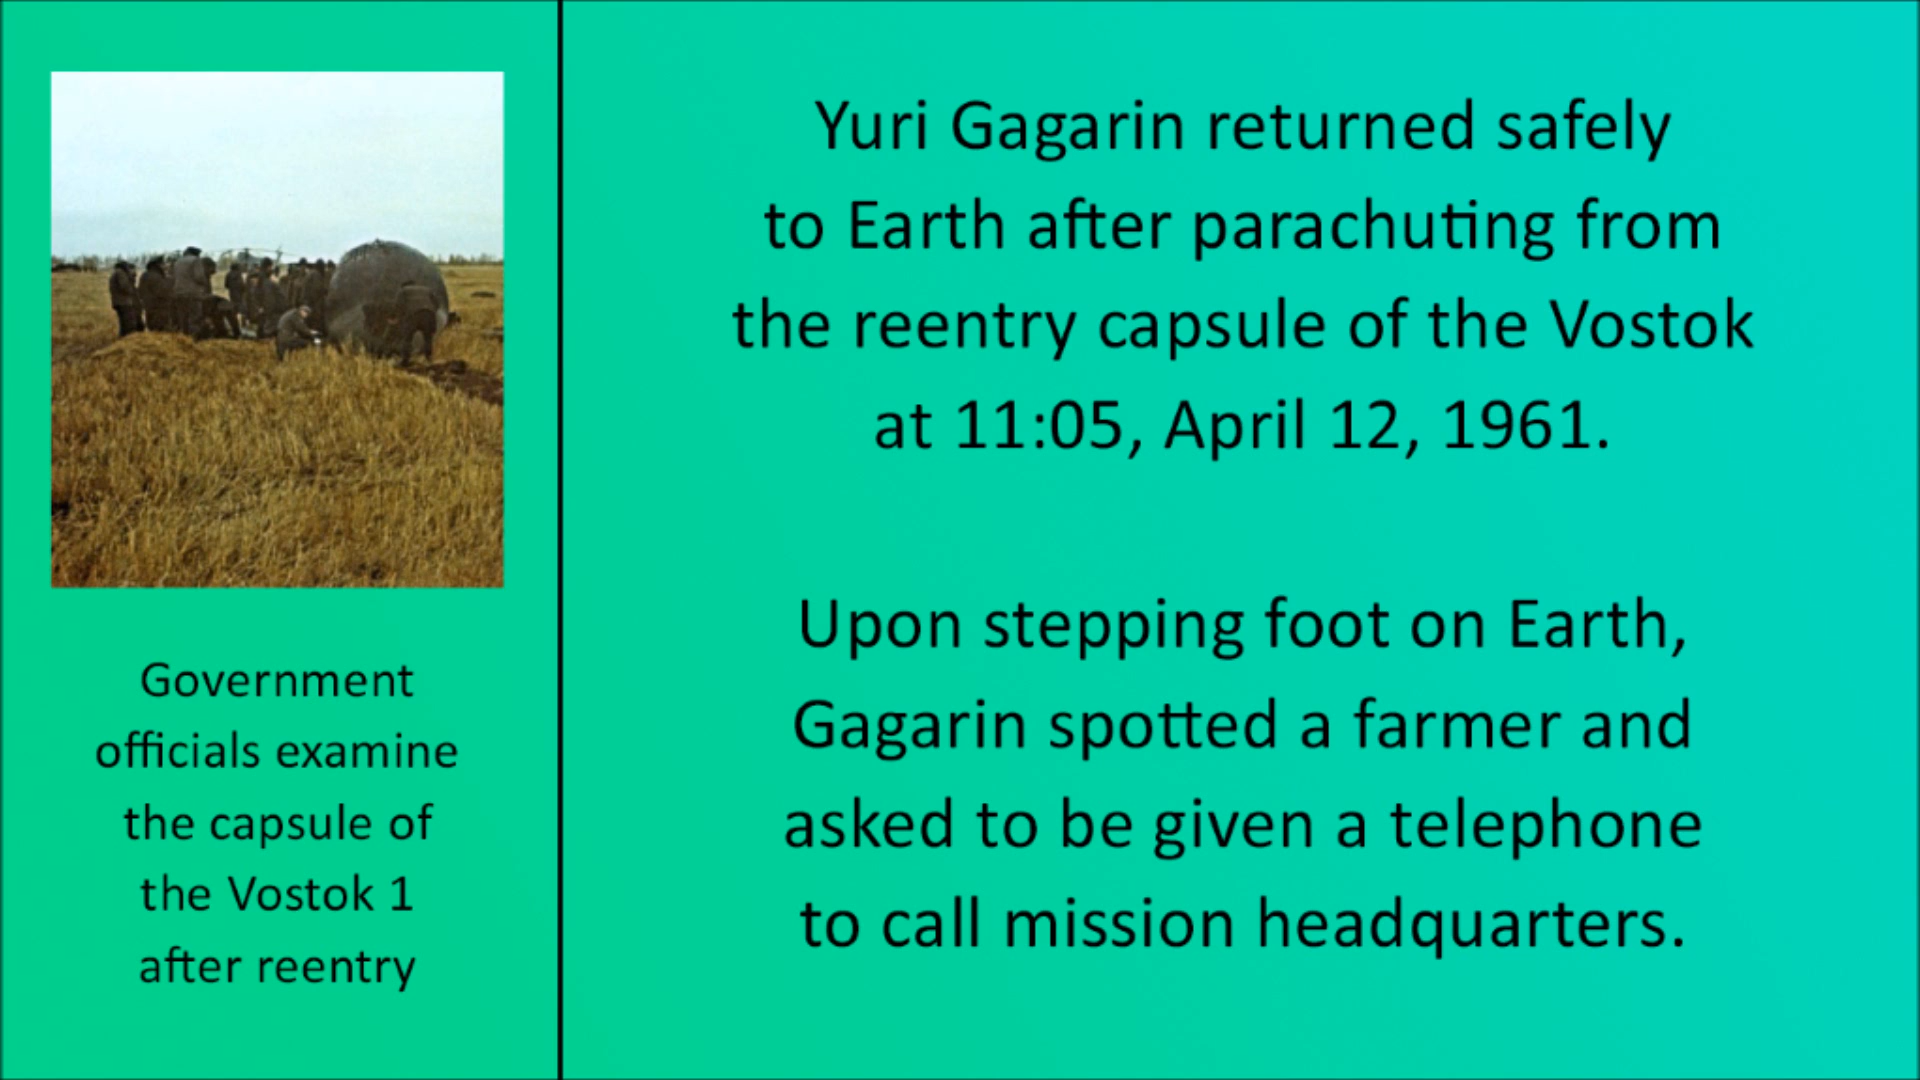 Government
officials examine
the capsule of
the Vostok 1
after reentry
Yuri Gagarin returned safely
to Earth after parachuting from
the reentry capsule of the Vostok
at 11:05, April 12, 1961.
Upon stepping foot on Earth,
Gagarin spotted a farmer and
asked to be given a telephone
to call mission headquarters.